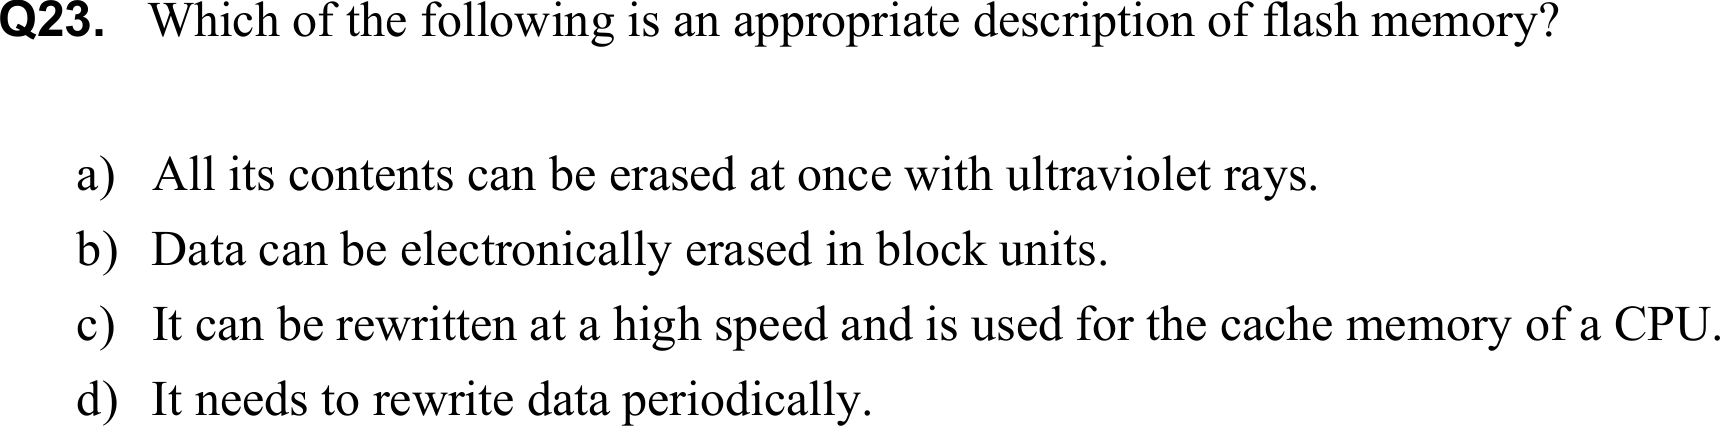 Q23. Which of the following is an appropriate description of flash memory?
a) All its contents can be erased at once with ultraviolet rays.
b) Data can be electronically erased in block units.
c) It can be rewritten at a high speed and is used for the cache memory of a CPU.
d) It needs to rewrite data periodically.